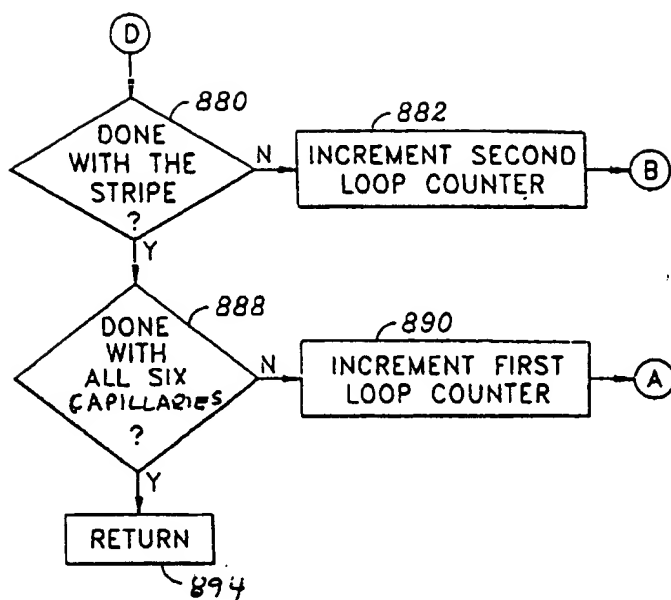 D
880
DONE
WITH THE
STRIPE
?
N
882
INCREMENT SECOND
LOOP COUNTER
B
Y
888
DONE
WITH
ALL SIX
CAPILLARIES
?
N
890
INCREMENT FIRST
LOOP COUNTER
A
Y
RETURN
894